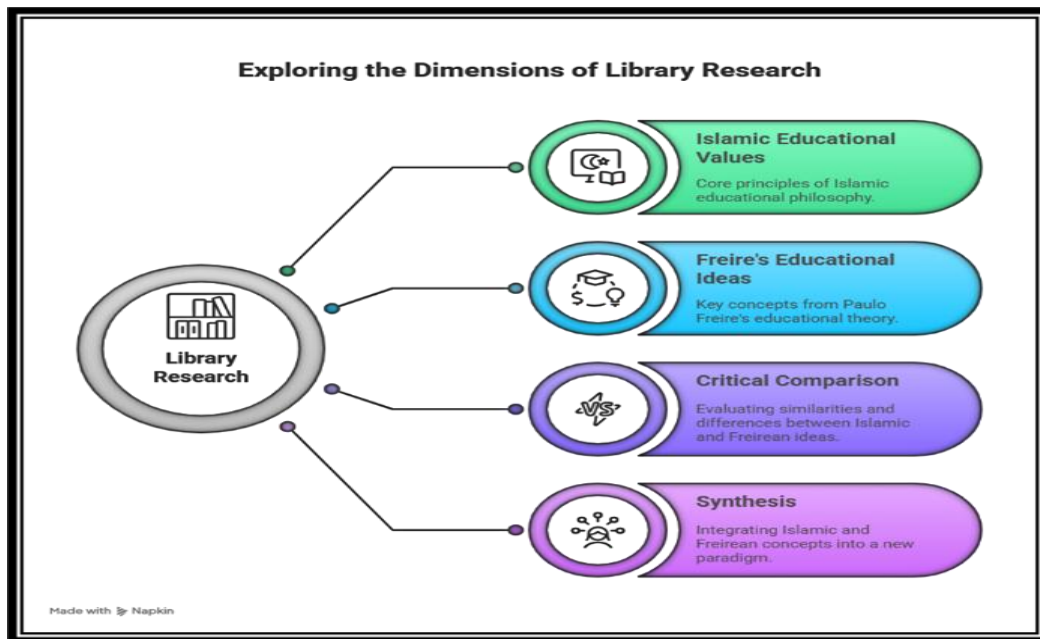 Exploring the Dimensions of Library Research
Islamic Educational
Values
Core principles of Islamic
educational philosophy.
Freire's Educational
Ideas
Key concepts from Paulo
Freire's educational theory.
Library
Research
Critical Comparison
Evaluating similarities and
differences between Islamic
and Freirean ideas.
VS
Synthesis
Integrating Islamic and
Freirean concepts into a new
paradigm.
Made with Napkin